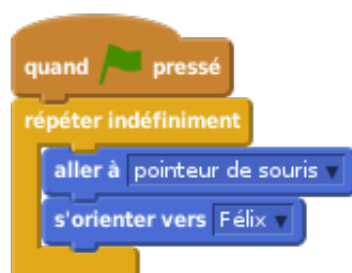 quand pressé
répéter indéfiniment
aller à pointeur de souris
s'orienter vers Félix